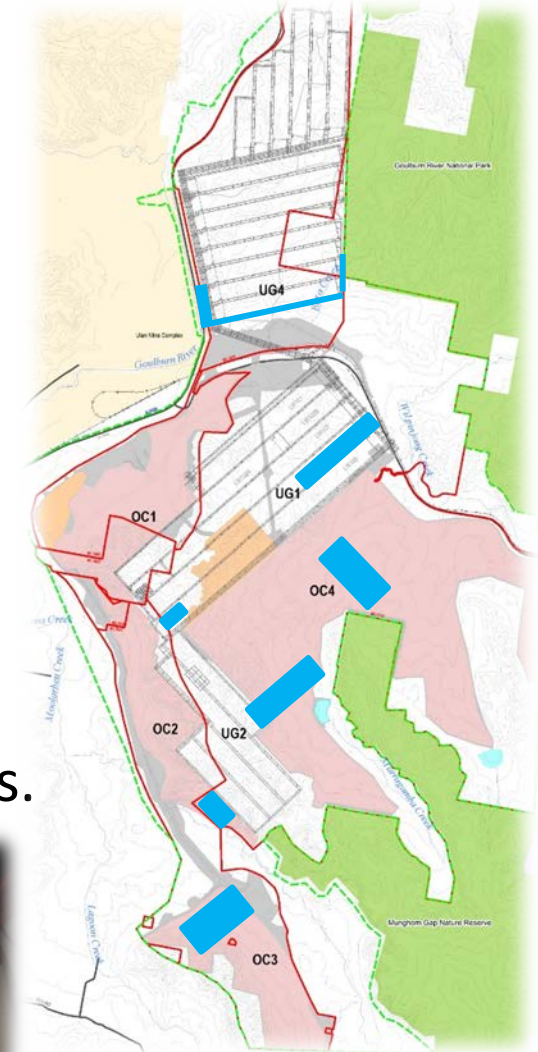 Goulburn River National Park
UG4
Ulan Mine Complex
Goulburn River
Wilpinjong Creek
UG1
OC1
OC4
Moolarben Creek
OC2
UG2
s.
Murragamba Creek
Munghorn Gap Nature Reserve
Lagoon Creek
OC3